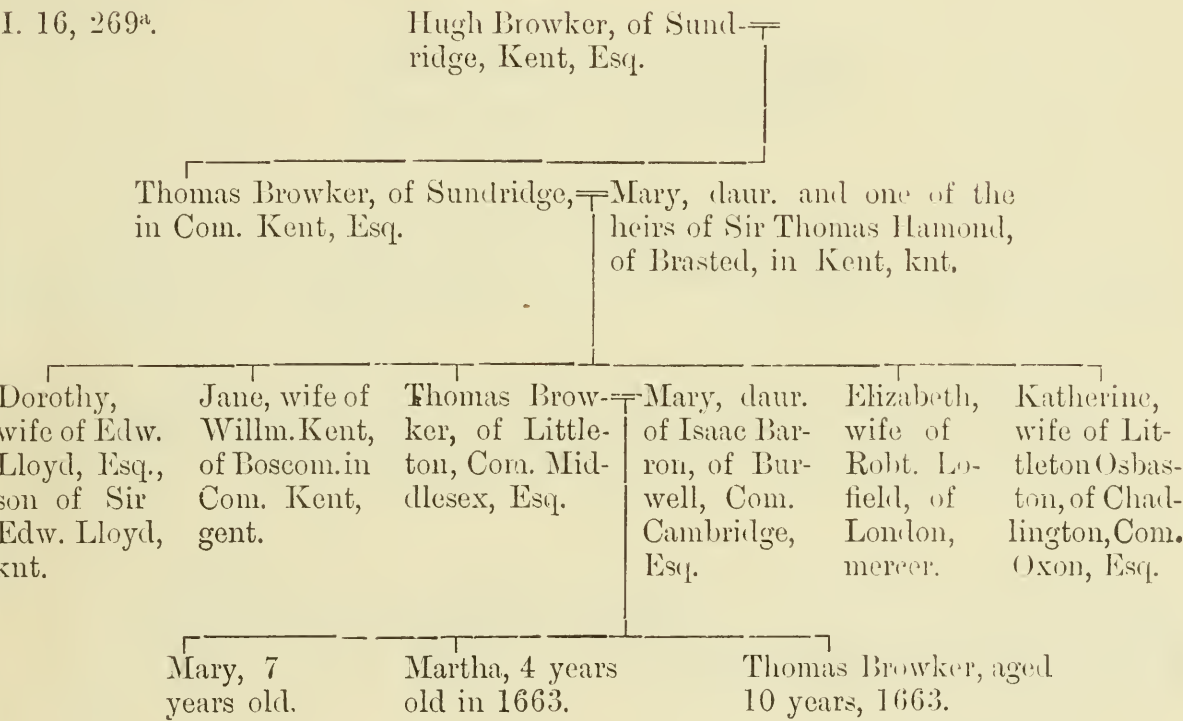 I. 16, 269ª.
Hugh Browker, of Sund-
ridge, Kent, Esq.
Thomas Browker, of Sundridge,
in Com. Kent, Esq.
Mary, daur. and one of the
heirs of Sir Thomas Hamond,
of Brasted, in Kent, knt.
Dorothy,
wife of Edw.
Lloyd, Esq.,
son of Sir
Edw. Lloyd,
knt.
Jane, wife of
Willm. Kent,
of Boscom. in
Com. Kent,
gent.
Thomas Brow-
ker, of Little-
ton, Com. Mid-
dlesex, Esq.
Mary, daur.
of Isaac Bar-
ron, of Bur-
well, Com.
Cambridge,
Esq.
Elizabeth,
wife of
Robt. Lo-
field, of
London,
mercer.
Katherine,
wife of Lit-
tleton Osbas-
ton, of Chad-
lington, Com.
Oxon, Esq.
Mary, 7
years old.
Martha, 4 years
old in 1663.
Thomas Browker, aged
10 years, 1663.